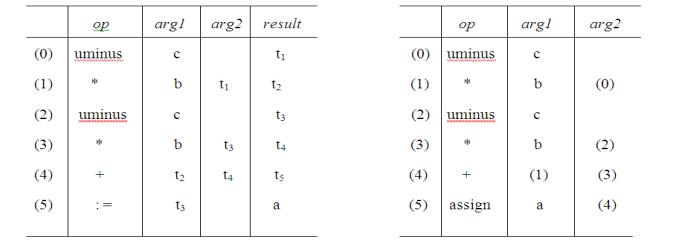 op arg1 arg2 result
(0) uminus c t₁
(1) * b t₁ t₂
(2) uminus c t₃
(3) * b t₃ t₄
(4) + t₂ t₄ t₅
(5) := t₃ a
op arg1 arg2
(0) uminus c
(1) * b (0)
(2) uminus c
(3) * b (2)
(4) + (1) (3)
(5) assign a (4)